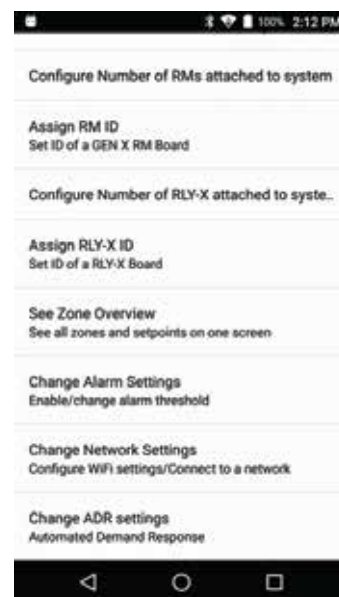 100% 2:12 PM
Configure Number of RMs attached to system
Assign RM ID
Set ID of a GEN X RM Board
Configure Number of RLY-X attached to syste..
Assign RLY-X ID
Set ID of a RLY-X Board
See Zone Overview
See all zones and setpoints on one screen
Change Alarm Settings
Enable/change alarm threshold
Change Network Settings
Configure WiFi settings/Connect to a network
Change ADR settings
Automated Demand Response